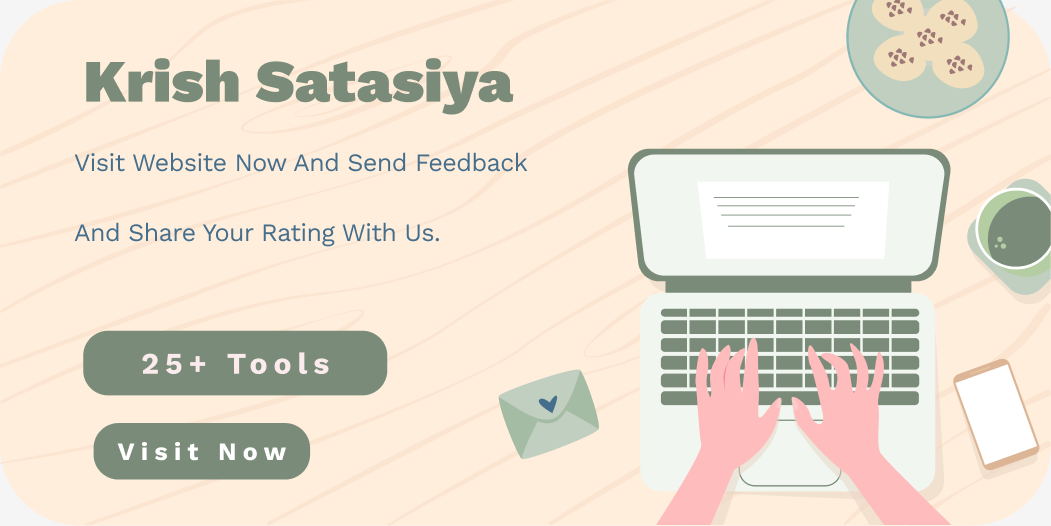 Krish Satasiya
Visit Website Now And Send Feedback
And Share Your Rating With Us.
25+ Tools
Visit Now